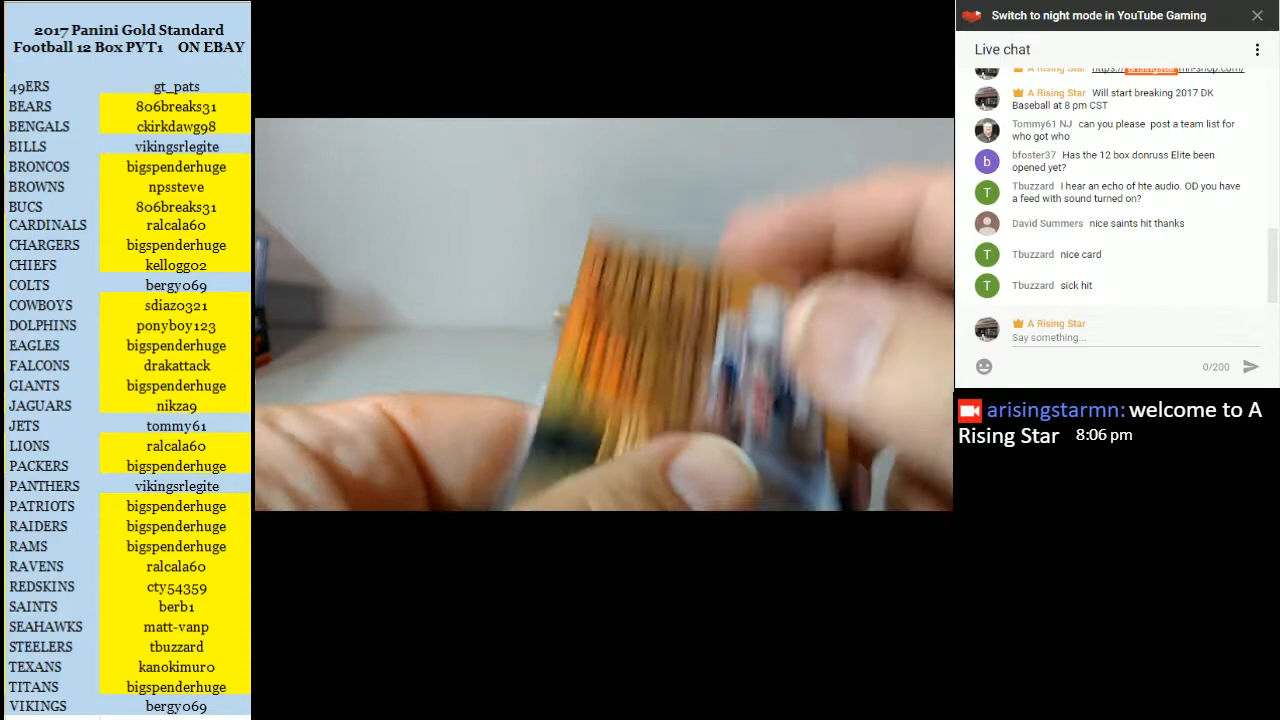 2017 Panini Gold Standard
Football 12 Box PYT1 ON EBAY
49ERS gt_pats
BEARS 806breaks31
BENGALS ckirkdawg98
BILLS vikingsrlegite
BRONCOS bigspenderhuge
BROWNS npssteve
BUCS 806breaks31
CARDINALS ralcala60
CHARGERS bigspenderhuge
CHIEFS kellogg02
COLTS bergy069
COWBOYS sdiazo321
DOLPHINS ponyboy123
EAGLES bigspenderhuge
FALCONS drakattack
GIANTS bigspenderhuge
JAGUARS nikza9
JETS tommy61
LIONS ralcala60
PACKERS bigspenderhuge
PANTHERS vikingsrlegite
PATRIOTS bigspenderhuge
RAIDERS bigspenderhuge
RAMS bigspenderhuge
RAVENS ralcala60
REDSKINS cty54359
SAINTS berb1
SEAHAWKS matt-vanp
STEELERS tbuzzard
TEXANS kanokimuro
TITANS bigspenderhuge
VIKINGS bergy069
Switch to night mode in YouTube Gaming
Live chat
A Rising Star
A Rising Star Will start breaking 2017 DK
Baseball at 8 pm CST
Tommy61 NJ can you please post a team list for
who got who
bfoster37 Has the 12 box donruss Elite been
opened yet?
Tbuzzard I hear an echo of hte audio. OD you have
a feed with sound turned on?
David Summers nice saints hit thanks
Tbuzzard nice card
Tbuzzard sick hit
A Rising Star
Say something...
0/200
arisingstarmn: welcome to A
Rising Star 8:06 pm